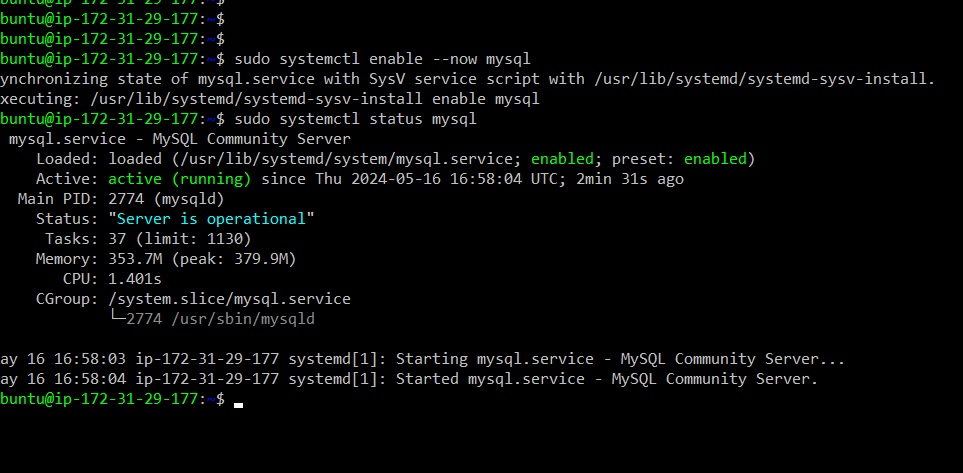 buntu@ip-172-31-29-177:~$
buntu@ip-172-31-29-177:~$
buntu@ip-172-31-29-177:~$
buntu@ip-172-31-29-177:~$ sudo systemctl enable --now mysql
ynchronizing state of mysql.service with SysV service script with /usr/lib/systemd/systemd-sysv-install.
xecuting: /usr/lib/systemd/systemd-sysv-install enable mysql
buntu@ip-172-31-29-177:~$ sudo systemctl status mysql
mysql.service - MySQL Community Server
Loaded: loaded (/usr/lib/systemd/system/mysql.service; enabled; preset: enabled)
Active: active (running) since Thu 2024-05-16 16:58:04 UTC; 2min 31s ago
Main PID: 2774 (mysqld)
Status: "Server is operational"
Tasks: 37 (limit: 1130)
Memory: 353.7M (peak: 379.9M)
CPU: 1.401s
CGroup: /system.slice/mysql.service
└─2774 /usr/sbin/mysqld
ay 16 16:58:03 ip-172-31-29-177 systemd[1]: Starting mysql.service - MySQL Community Server...
ay 16 16:58:04 ip-172-31-29-177 systemd[1]: Started mysql.service - MySQL Community Server.
buntu@ip-172-31-29-177:~$